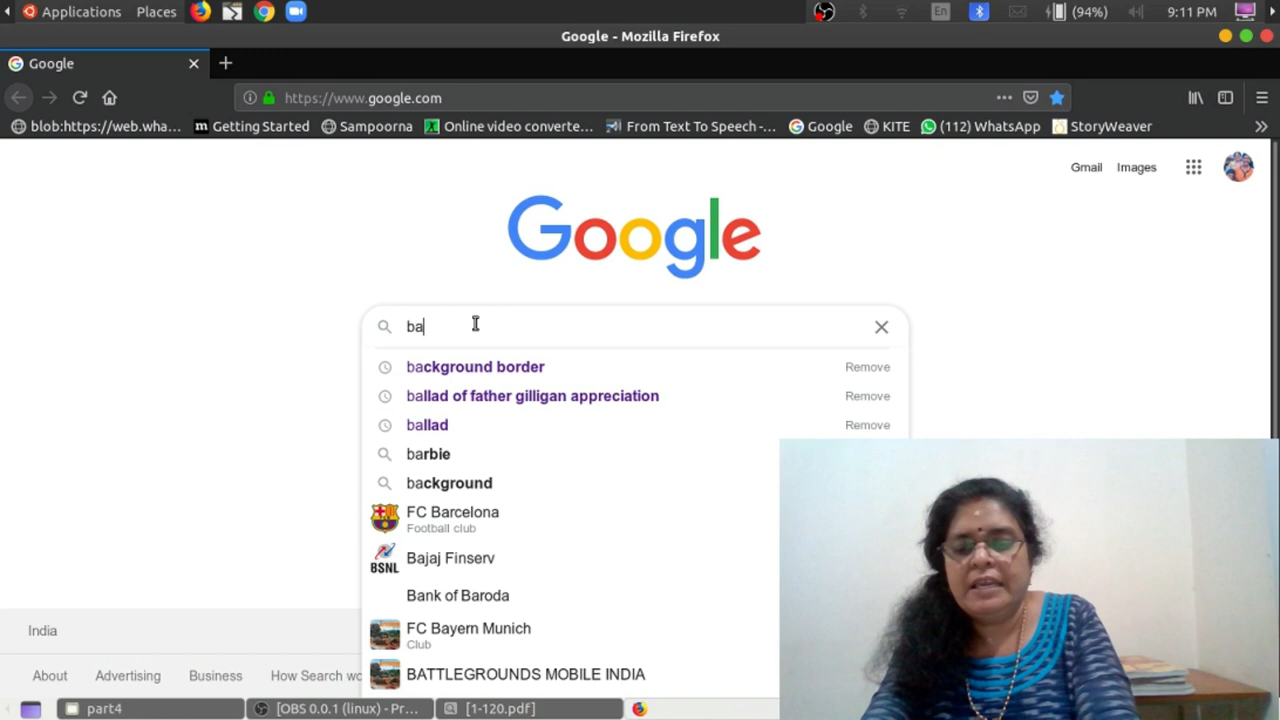 Applications Places En (94%) 9:11 PM
Google - Mozilla Firefox
Google
https://www.google.com
blob:https://web.wha... Getting Started Sampoorna Online video converte... From Text To Speech -... Google KITE (112) WhatsApp StoryWeaver
Gmail Images
Google
ba
background border Remove
ballad of father gilligan appreciation Remove
ballad Remove
barbie
background
FC Barcelona
Football club
Bajaj Finserv
BSNL
Bank of Baroda
FC Bayern Munich
Club
BATTLEGROUNDS MOBILE INDIA
India
About Advertising Business How Search wo
part4 [OBS 0.0.1 (linux) - Pr... [1-120.pdf]